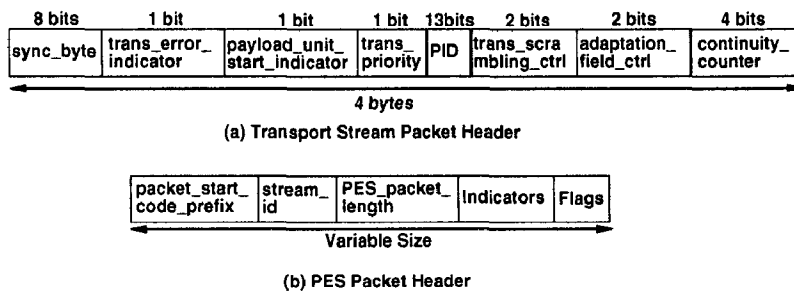 8 bits 1 bit 1 bit 1 bit 13bits 2 bits 2 bits 4 bits
sync_byte trans_error_ payload_unit_ trans_ PID trans_scra adaptation_ continuity_
indicator start_indicator priority mbling_ctrl field_ctrl counter
4 bytes
(a) Transport Stream Packet Header
packet_start_ stream_ PES_packet_ Indicators Flags
code_prefix id length
Variable Size
(b) PES Packet Header